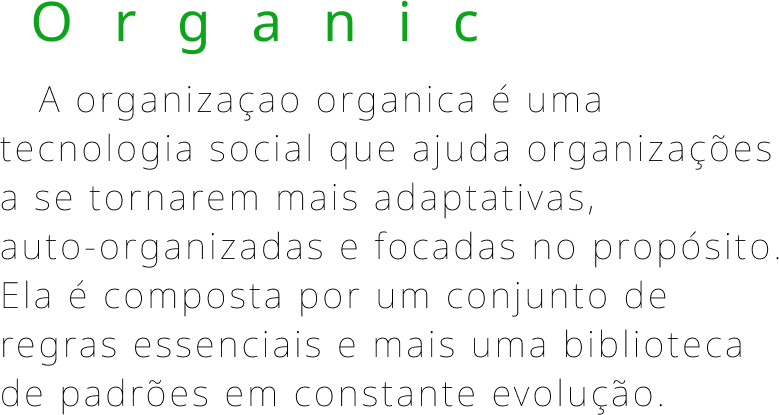 Organic
A organizaçao organica é uma
tecnologia social que ajuda organizações
a se tornarem mais adaptativas,
auto-organizadas e focadas no propósito.
Ela é composta por um conjunto de
regras essenciais e mais uma biblioteca
de padrões em constante evolução.